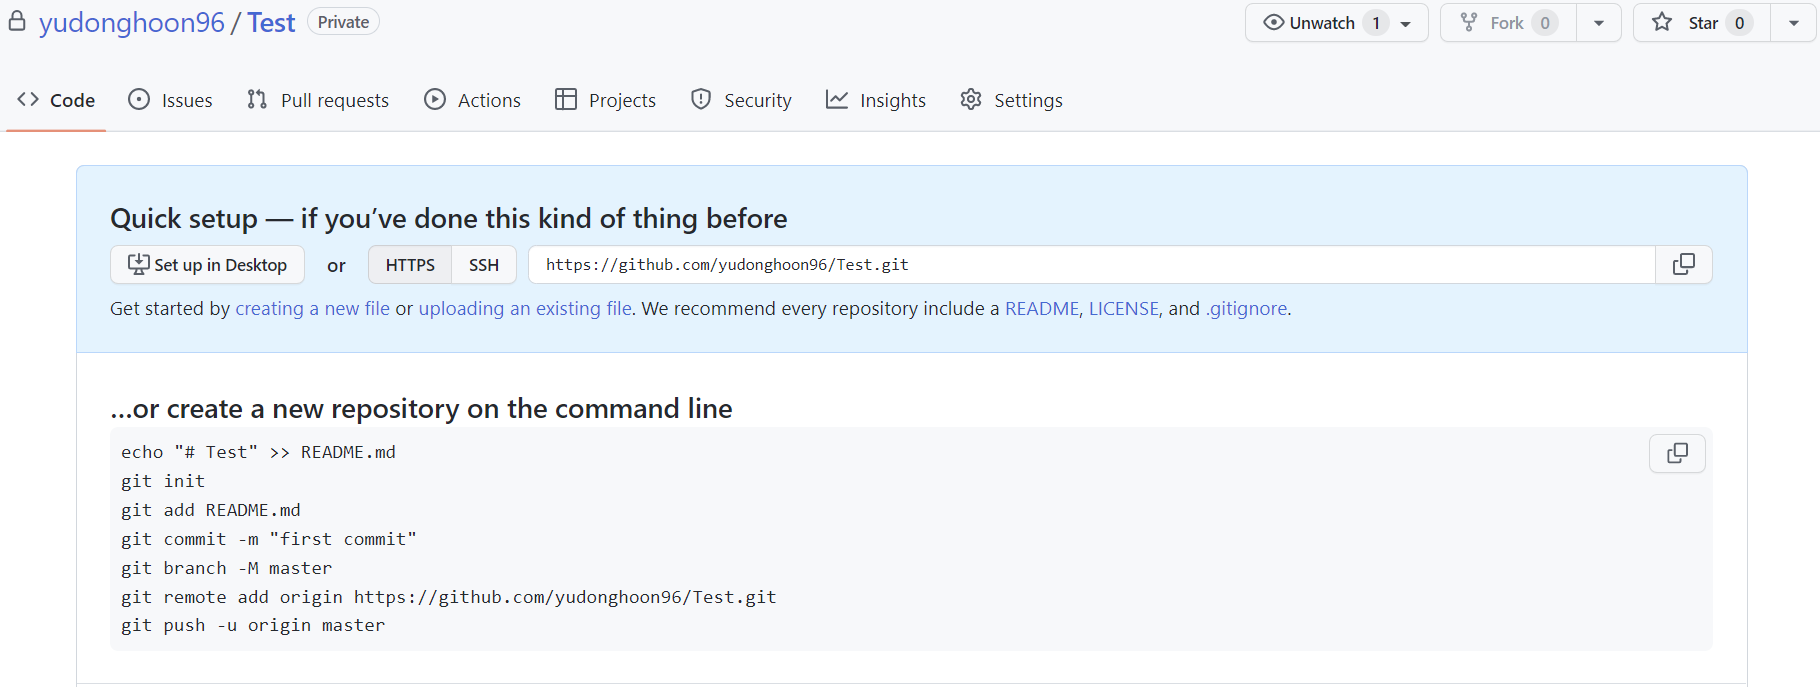 yudonghoon96 / Test Private Unwatch 1 Fork 0 Star 0
Code Issues Pull requests Actions Projects Security Insights Settings
Quick setup — if you’ve done this kind of thing before
Set up in Desktop or HTTPS SSH https://github.com/yudonghoon96/Test.git
Get started by creating a new file or uploading an existing file. We recommend every repository include a README, LICENSE, and .gitignore.
…or create a new repository on the command line
echo "# Test" >> README.md
git init
git add README.md
git commit -m "first commit"
git branch -M master
git remote add origin https://github.com/yudonghoon96/Test.git
git push -u origin master